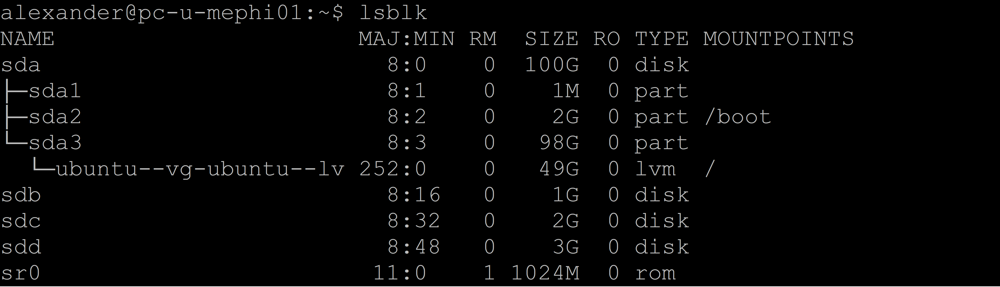 alexander@pc-u-mephi01:~$ lsblk
NAME                      MAJ:MIN RM   SIZE RO TYPE MOUNTPOINTS
sda                         8:0    0   100G  0 disk
├─sda1                      8:1    0     1M  0 part
├─sda2                      8:2    0     2G  0 part /boot
└─sda3                      8:3    0    98G  0 part
  └─ubuntu--vg-ubuntu--lv 252:0    0    49G  0 lvm  /
sdb                         8:16   0     1G  0 disk
sdc                         8:32   0     2G  0 disk
sdd                         8:48   0     3G  0 disk
sr0                        11:0    1  1024M  0 rom